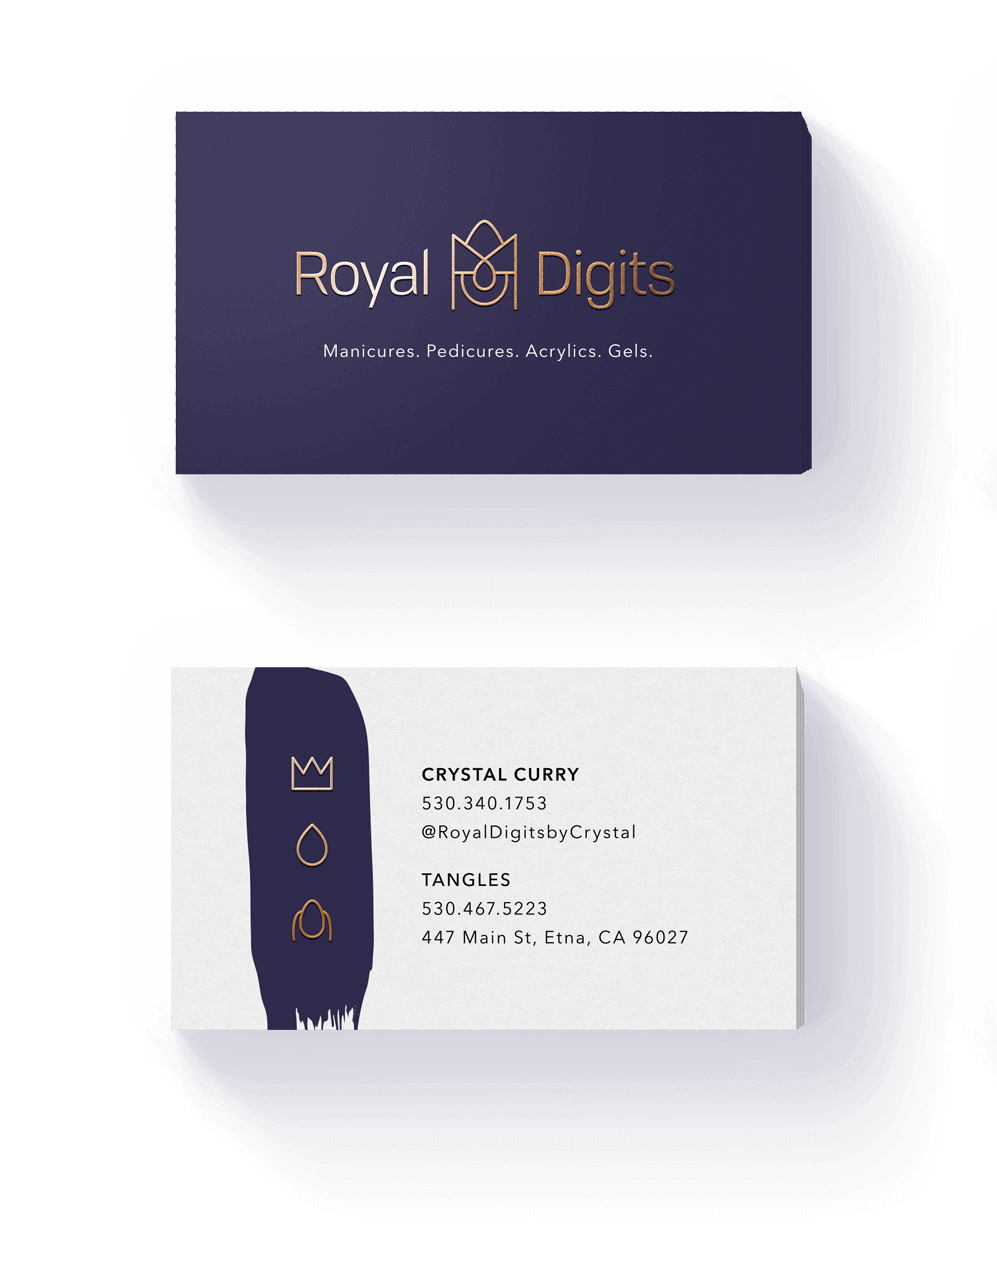 Royal Digits
Manicures. Pedicures. Acrylics. Gels.
CRYSTAL CURRY
530.340.1753
@RoyalDigitsbyCrystal
TANGLES
530.467.5223
447 Main St, Etna, CA 96027